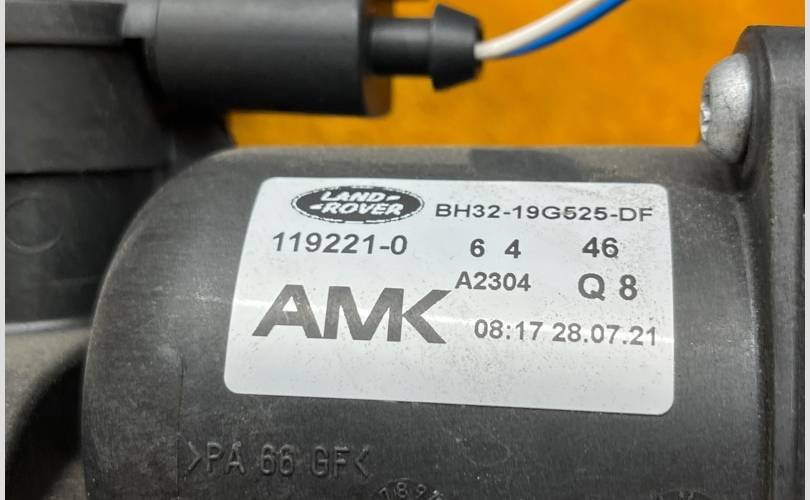 LAND-
-ROVER
BH32-19G525-DF
119221-0 6 4 46
A2304 Q 8
AMK
08:17 28.07.21
>PA 66 GF<